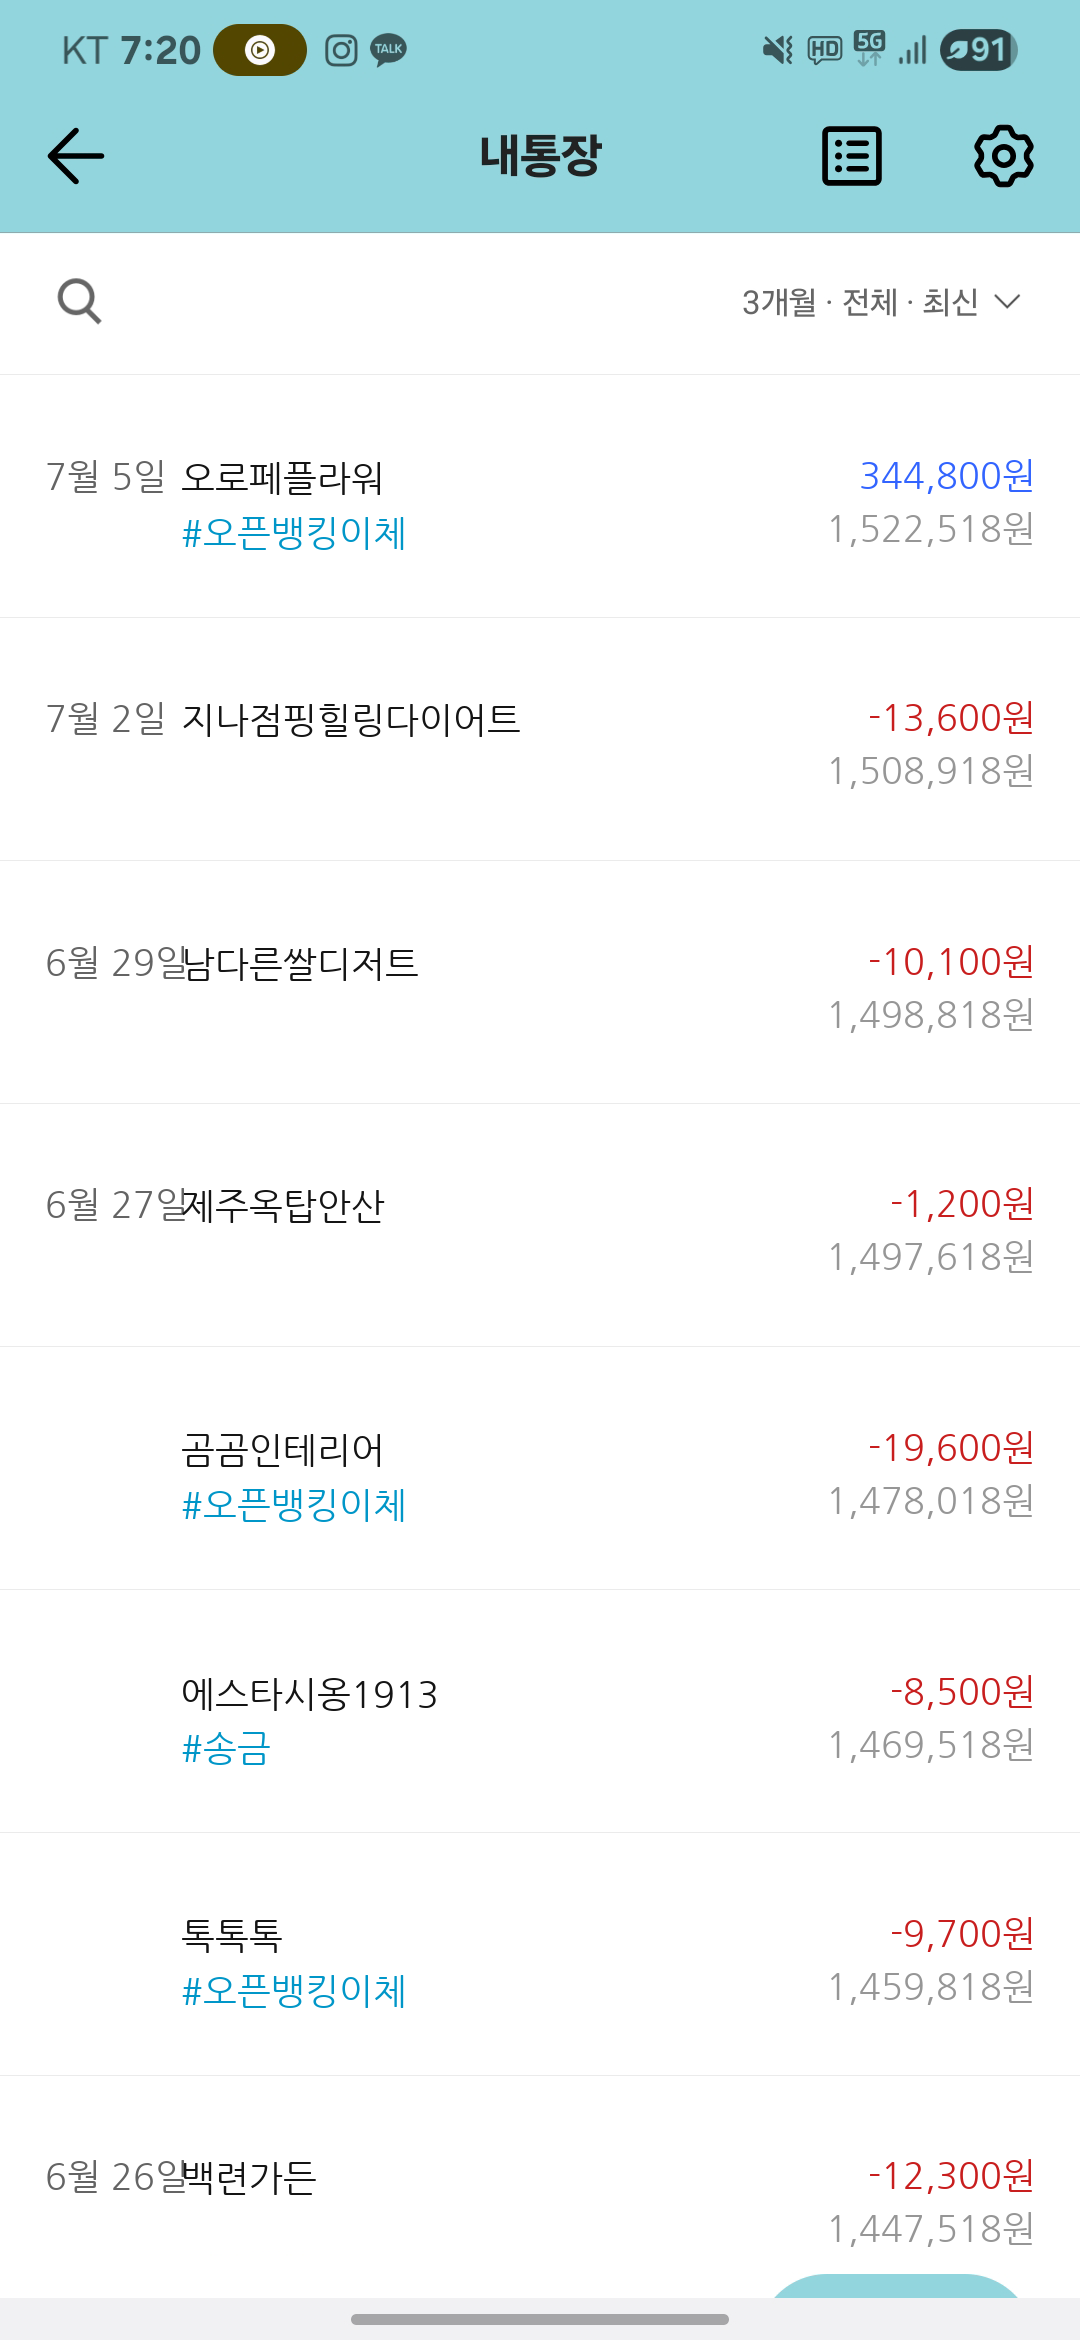 KT 7:20 TALK HD 5G 91
내통장
3개월 · 전체 · 최신
7월 5일 오로페플라워 344,800원
#오픈뱅킹이체 1,522,518원
7월 2일 지나점핑힐링다이어트 -13,600원
1,508,918원
6월 29일 남다른쌀디저트 -10,100원
1,498,818원
6월 27일 제주옥탑안산 -1,200원
1,497,618원
곰곰인테리어 -19,600원
#오픈뱅킹이체 1,478,018원
에스타시옹1913 -8,500원
#송금 1,469,518원
톡톡톡 -9,700원
#오픈뱅킹이체 1,459,818원
6월 26일 백련가든 -12,300원
1,447,518원